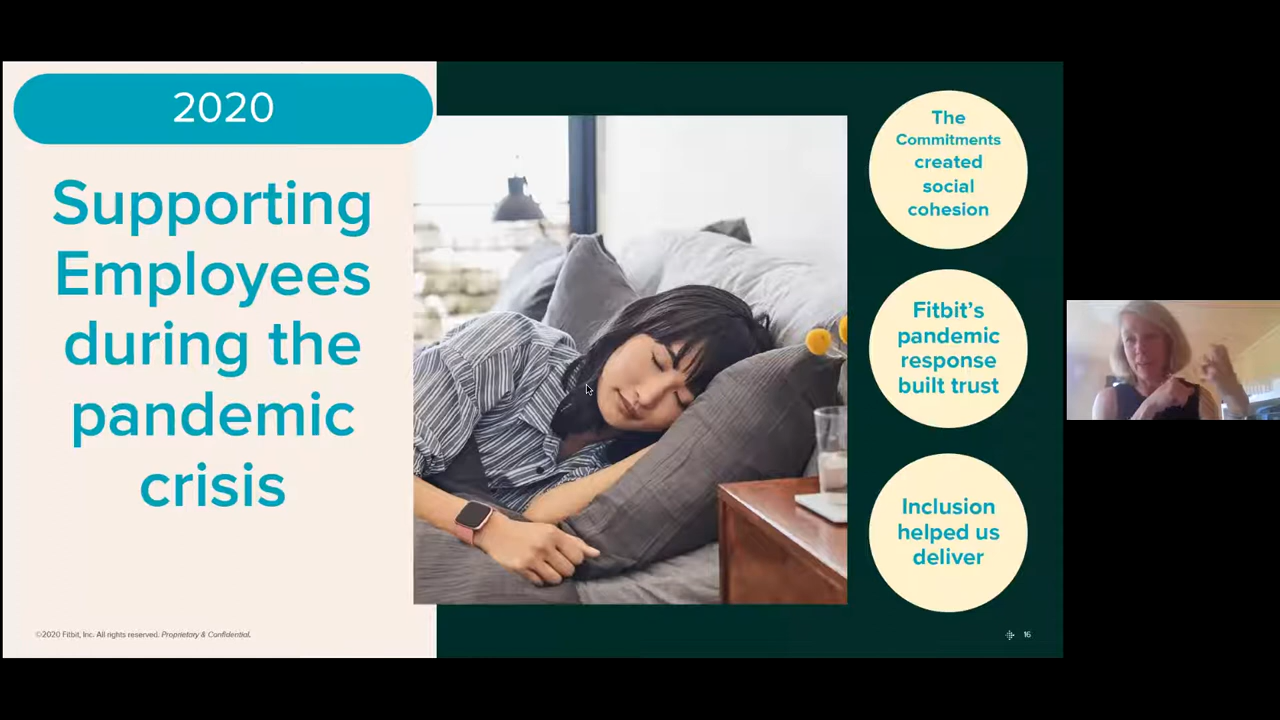 2020
Supporting
Employees
during the
pandemic
crisis
The
Commitments
created
social
cohesion
Fitbit's
pandemic
response
built trust
Inclusion
helped us
deliver
©2020 Fitbit, Inc. All rights reserved. Proprietary & Confidential.
16